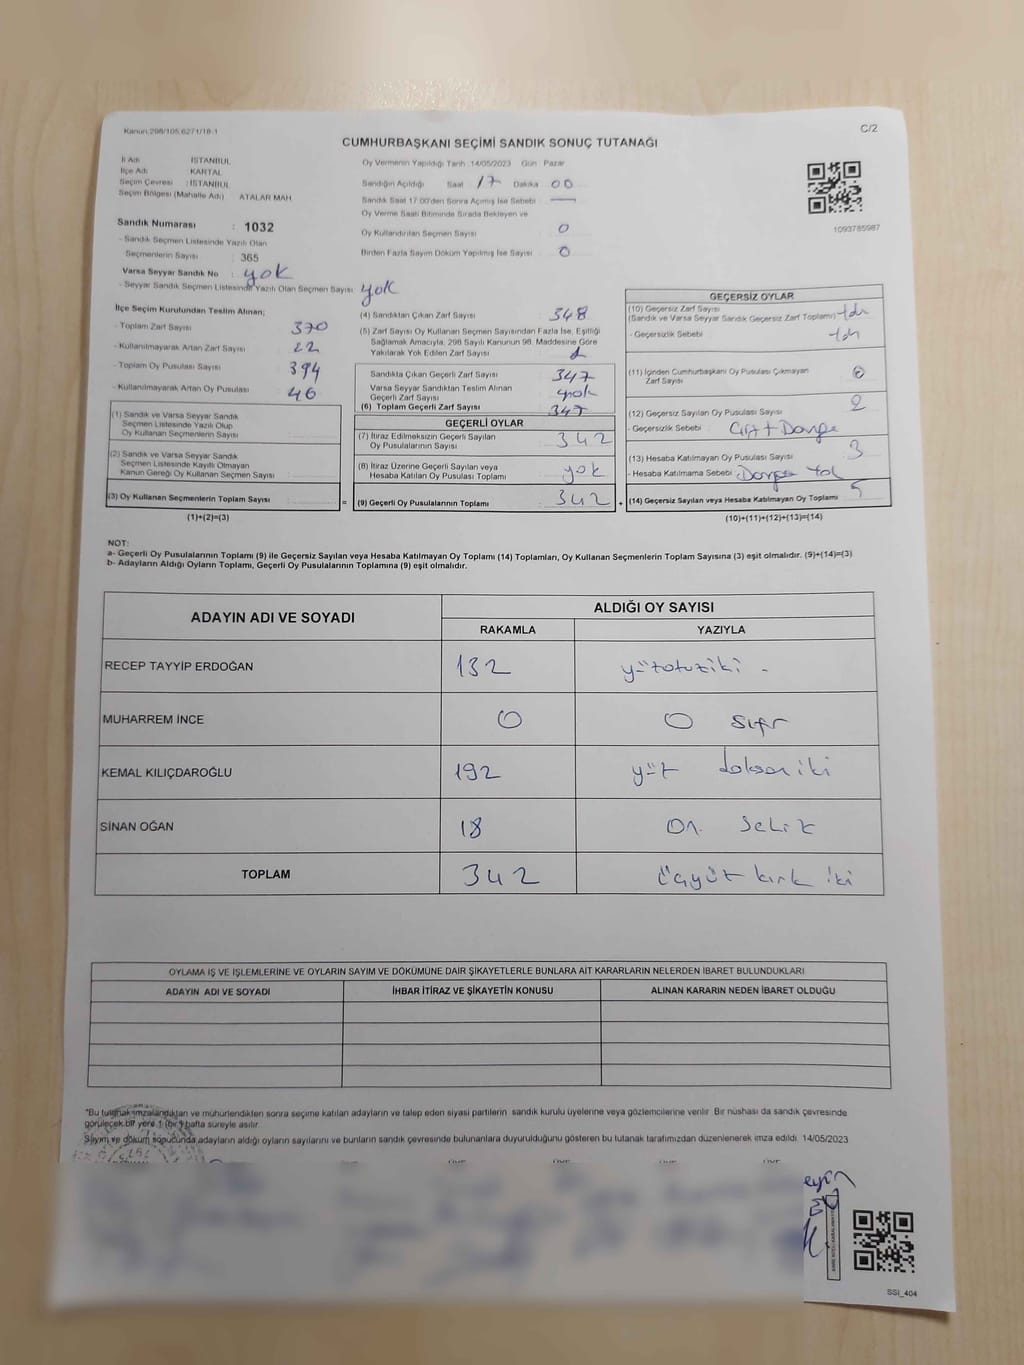 Kanun 298/105,6271/18-1
C/2
CUMHURBAŞKANI SEÇİMİ SANDIK SONUÇ TUTANAĞI
İl Adı : İSTANBUL
İlçe Adı : KARTAL
Seçim Çevresi : İSTANBUL
Seçim Bölgesi (Mahalle Adı) ATALAR MAH.
Oy Vermenin Yapıldığı Tarih :14/05/2023 Gün : Pazar
Sandığın Açıldığı Saat 17 Dakika 00
Sandık Saat 17:00'den Sonra Açımış İse Sebebi —
Oy Verme Saati Bitiminde Sırada Bekleyen ve
Oy Kullandırılan Seçmen Sayısı 0
Birden Fazla Sayım Döküm Yapılmış İse Sayısı 0
1093785987
Sandık Numarası : 1032
- Sandık Seçmen Listesinde Yazılı Olan
Seçmenlerin Sayısı : 365
Varsa Seyyar Sandık No : yok
- Seyyar Sandık Seçmen Listesinde Yazılı Olan Seçmen Sayısı yok
İlçe Seçim Kurulundan Teslim Alınan;
- Toplam Zarf Sayısı 370
- Kullanılmayarak Artan Zarf Sayısı 22
- Toplam Oy Pusulası Sayısı 394
- Kullanılmayarak Artan Oy Pusulası 46
(1) Sandık ve Varsa Seyyar Sandık
Seçmen Listesinde Yazılı Olup
Oy Kullanan Seçmenlerin Sayısı
(2) Sandık ve Varsa Seyyar Sandık
Seçmen Listesinde Kayıtlı Olmayan
Kanun Gereği Oy Kullanan Seçmen Sayısı
(3) Oy Kullanan Seçmenlerin Toplam Sayısı
(1)+(2)=(3)
(4) Sandıktan Çıkan Zarf Sayısı 348
(5) Zarf Sayısı Oy Kullanan Seçmen Sayısından Fazla İse, Eşitliği
Sağlamak Amacıyla, 298 Sayılı Kanunun 98. Maddesine Göre
Yakılarak Yok Edilen Zarf Sayısı
Sandıkta Çıkan Geçerli Zarf Sayısı 347
Varsa Seyyar Sandıktan Teslim Alınan
Geçerli Zarf Sayısı yok
(6) Toplam Geçerli Zarf Sayısı 347
GEÇERLİ OYLAR
(7) İtiraz Edilmeksizin Geçerli Sayılan
Oy Pusulalarının Sayısı 342
(8) İtiraz Üzerine Geçerli Sayılan veya
Hesaba Katılan Oy Pusulası Toplamı yok
= (9) Geçerli Oy Pusulalarının Toplamı 342 +
GEÇERSİZ OYLAR
(10) Geçersiz Zarf Sayısı
(Sandık ve Varsa Seyyar Sandık Geçersiz Zarf Toplamı)
- Geçersizlik Sebebi
(11) İçinden Cumhurbaşkanı Oy Pusulası Çıkmayan
Zarf Sayısı 0
(12) Geçersiz Sayılan Oy Pusulası Sayısı 2
- Geçersizlik Sebebi
(13) Hesaba Katılmayan Oy Pusulası Sayısı 3
- Hesaba Katılmama Sebebi
(14) Geçersiz Sayılan veya Hesaba Katılmayan Oy Toplamı 5
(10)+(11)+(12)+(13)=(14)
NOT:
a- Geçerli Oy Pusulalarının Toplamı (9) ile Geçersiz Sayılan veya Hesaba Katılmayan Oy Toplamı (14) Toplamları, Oy Kullanan Seçmenlerin Toplam Sayısına (3) eşit olmalıdır. (9)+(14)=(3)
b- Adayların Aldığı Oyların Toplamı, Geçerli Oy Pusulalarının Toplamına (9) eşit olmalıdır.
ADAYIN ADI VE SOYADI ALDIĞI OY SAYISI
RAKAMLA YAZIYLA
RECEP TAYYİP ERDOĞAN 132 yüzotuziki -
MUHARREM İNCE 0 0 sıfır
KEMAL KILIÇDAROĞLU 192 yüz doksan iki
SİNAN OĞAN 18 On Sekiz
TOPLAM 342 üçyüz kırk iki
OYLAMA İŞ VE İŞLEMLERİNE VE OYLARIN SAYIM VE DÖKÜMÜNE DAİR ŞİKAYETLERLE BUNLARA AİT KARARLARIN NELERDEN İBARET BULUNDUKLARI
ADAYIN ADI VE SOYADI İHBAR İTİRAZ VE ŞİKAYETİN KONUSU ALINAN KARARIN NEDEN İBARET OLDUĞU
*Bu tutanak imzalandıktan ve mühürlendikten sonra seçime katılan adayların ve talep eden siyasi partilerin sandık kurulu üyelerine veya gözlemcilerine verilir. Bir nüshası da sandık çevresinde
görülecek bir yere 1 (bir) hafta süreyle asılır.
Sayım ve döküm sonucunda adayların aldığı oyların sayılarını ve bunların sandık çevresinde bulunanlara duyurulduğunu gösteren bu tutanak tarafımızdan düzenlenerek imza edildi. 14/05/2023
SSİ_404